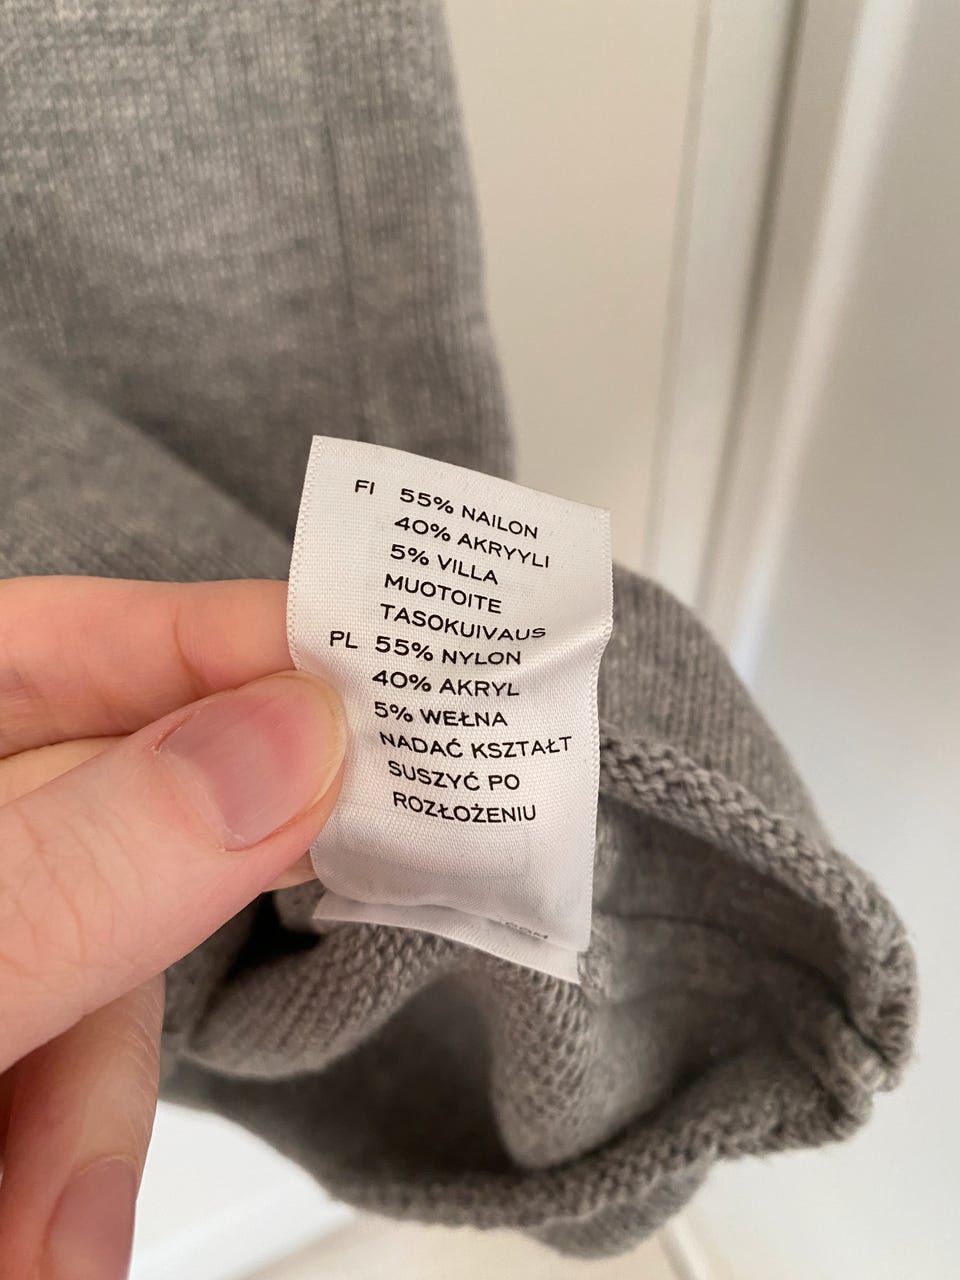 FI 55% NAILON
40% AKRYYLI
5% VILLA
MUOTOITE
TASOKUIVAUS
PL 55% NYLON
40% AKRYL
5% WEŁNA
NADAĆ KSZTAŁT
SUSZYĆ PO
ROZŁOŻENIU